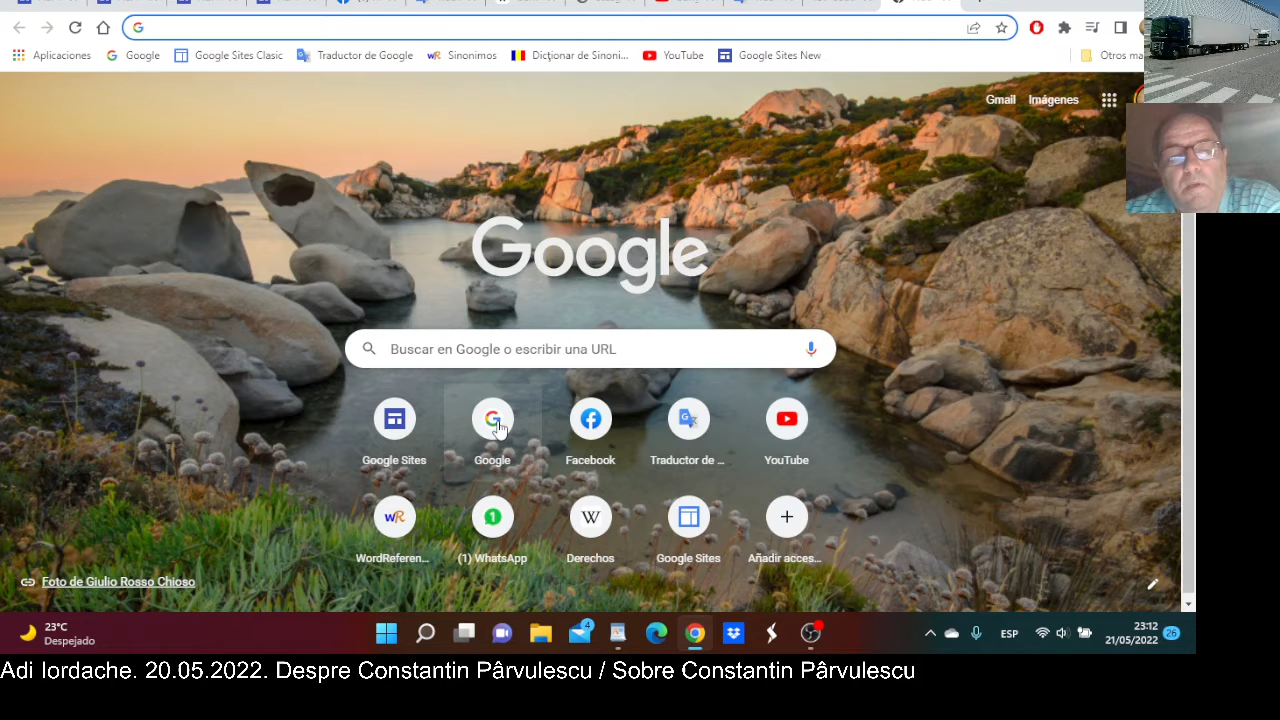 Aplicaciones Google Google Sites Clasic Traductor de Google Sinonimos Dicționar de Sinoni... YouTube Google Sites New Otros ma
Gmail Imágenes
Google
Buscar en Google o escribir una URL
Google Sites Google Facebook Traductor de ... YouTube
WordReferen... (1) WhatsApp Derechos Google Sites Añadir acces...
Foto de Giulio Rosso Chioso
23°C
Despejado
4
ESP
23:12
21/05/2022
26
Adi Iordache. 20.05.2022. Despre Constantin Pârvulescu / Sobre Constantin Pârvulescu